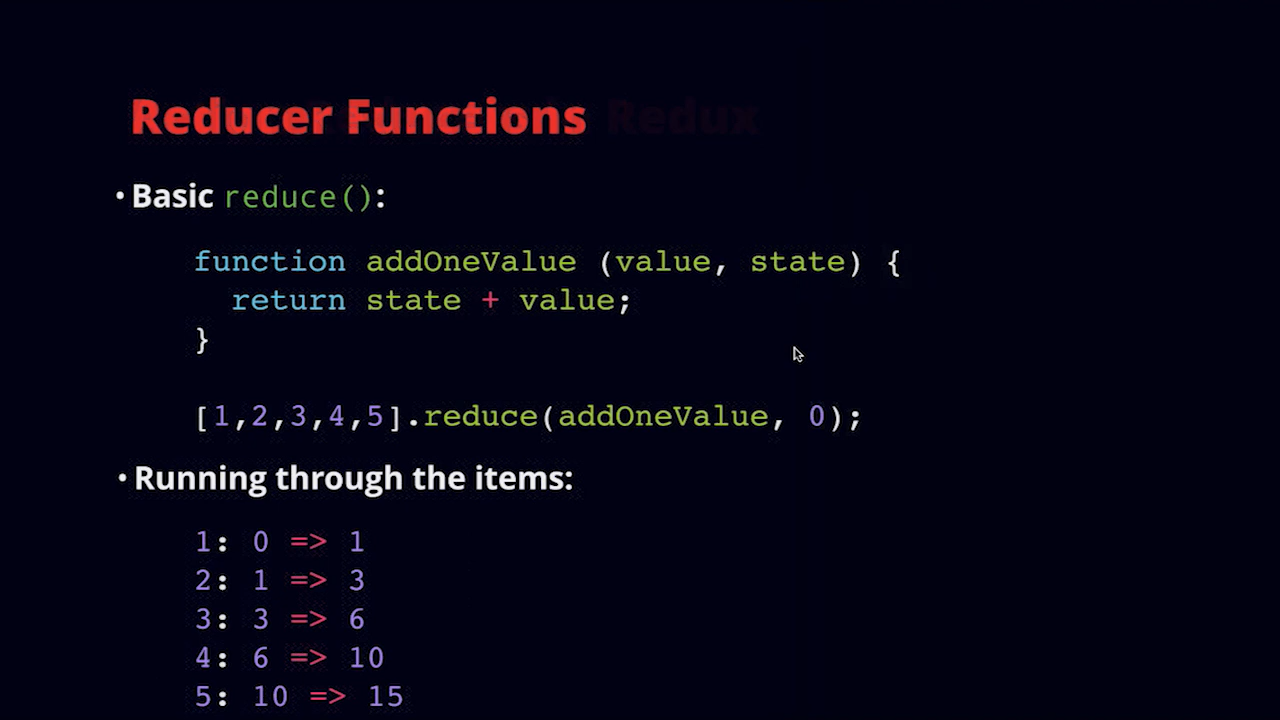 Reducer Functions Redux
• Basic reduce():
function addOneValue (value, state) {
return state + value;
}
[1,2,3,4,5].reduce(addOneValue, 0);
• Running through the items:
1: 0 => 1
2: 1 => 3
3: 3 => 6
4: 6 => 10
5: 10 => 15